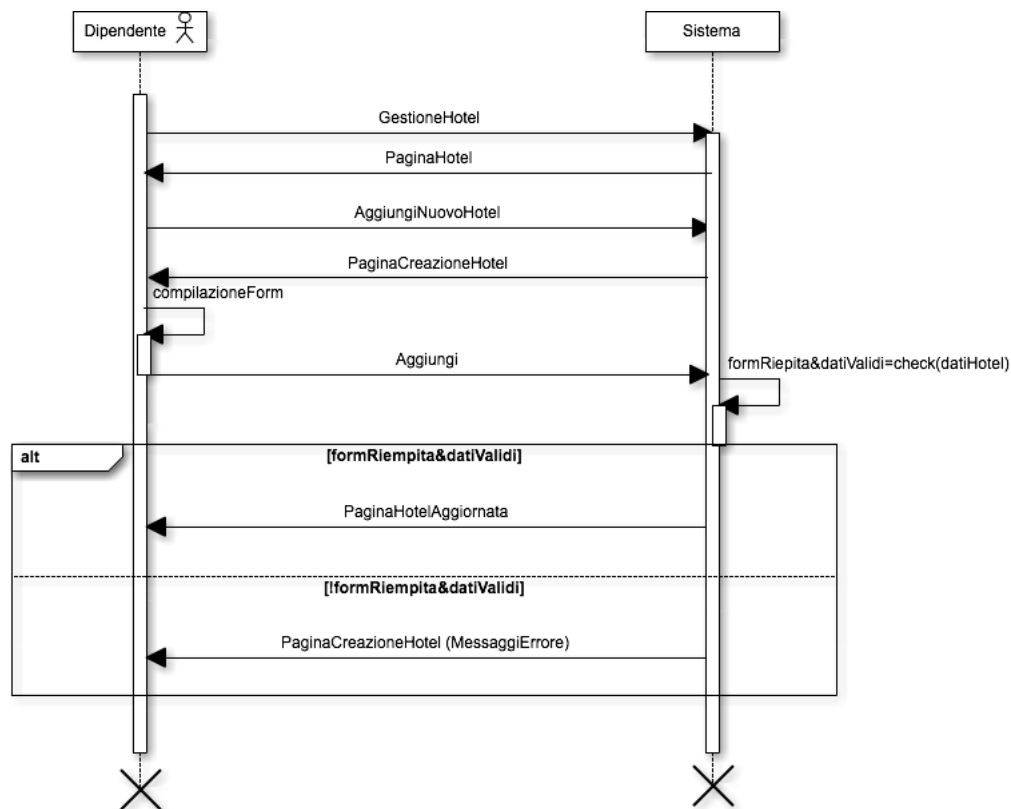 Dipendente
Sistema
GestioneHotel
PaginaHotel
AggiungiNuovoHotel
PaginaCreazioneHotel
compilazioneForm
Aggiungi
formRiepita&datiValidi=check(datiHotel)
alt
[formRiempita&datiValidi]
PaginaHotelAggiornata
[!formRiempita&datiValidi]
PaginaCreazioneHotel (MessaggiErrore)